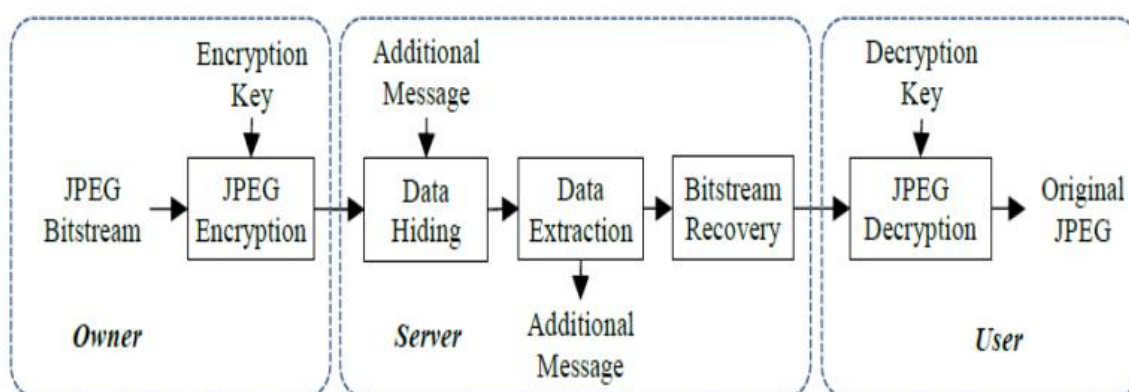 Encryption
Key
JPEG
Bitstream
JPEG
Encryption
Owner
Additional
Message
Data
Hiding
Data
Extraction
Bitstream
Recovery
Additional
Message
Server
Decryption
Key
JPEG
Decryption
Original
JPEG
User